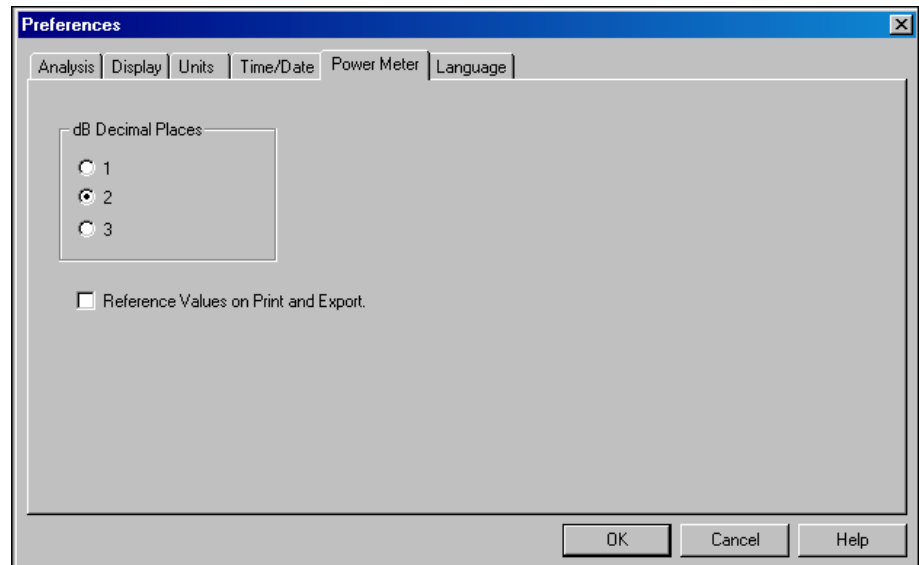 Preferences
Analysis Display Units Time/Date Power Meter Language
dB Decimal Places
1
2
3
Reference Values on Print and Export.
OK Cancel Help